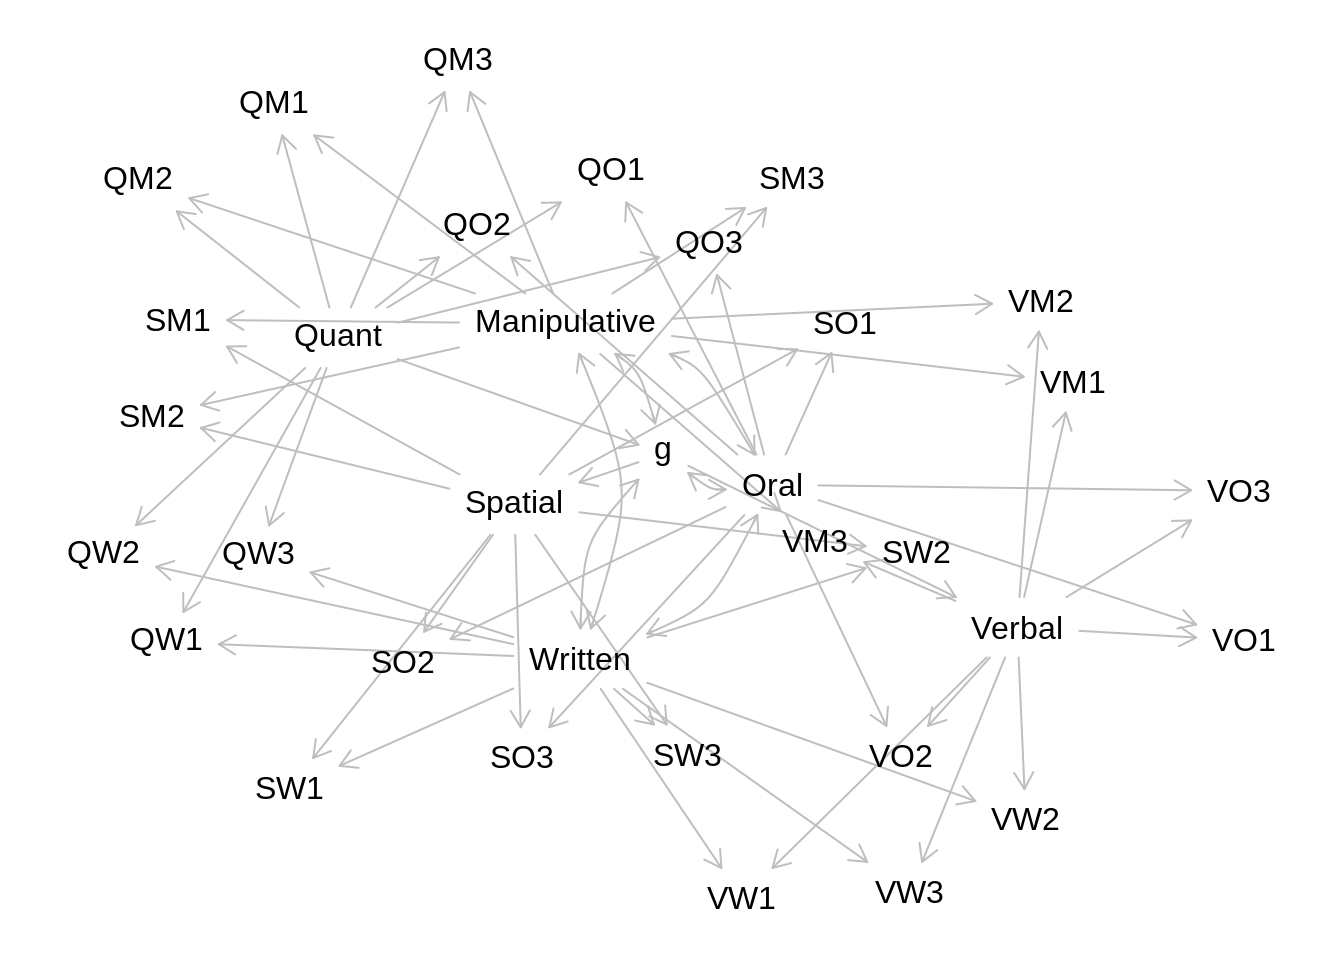 QM3
QM1
QO1
QM2
SM3
QO2
QO3
VM2
SM1
Manipulative
SO1
Quant
VM1
SM2
g
Oral
VO3
Spatial
VM3
QW2
QW3
SW2
Verbal
QW1
VO1
SO2
Written
SW3
VO2
SO3
SW1
VW2
VW3
VW1